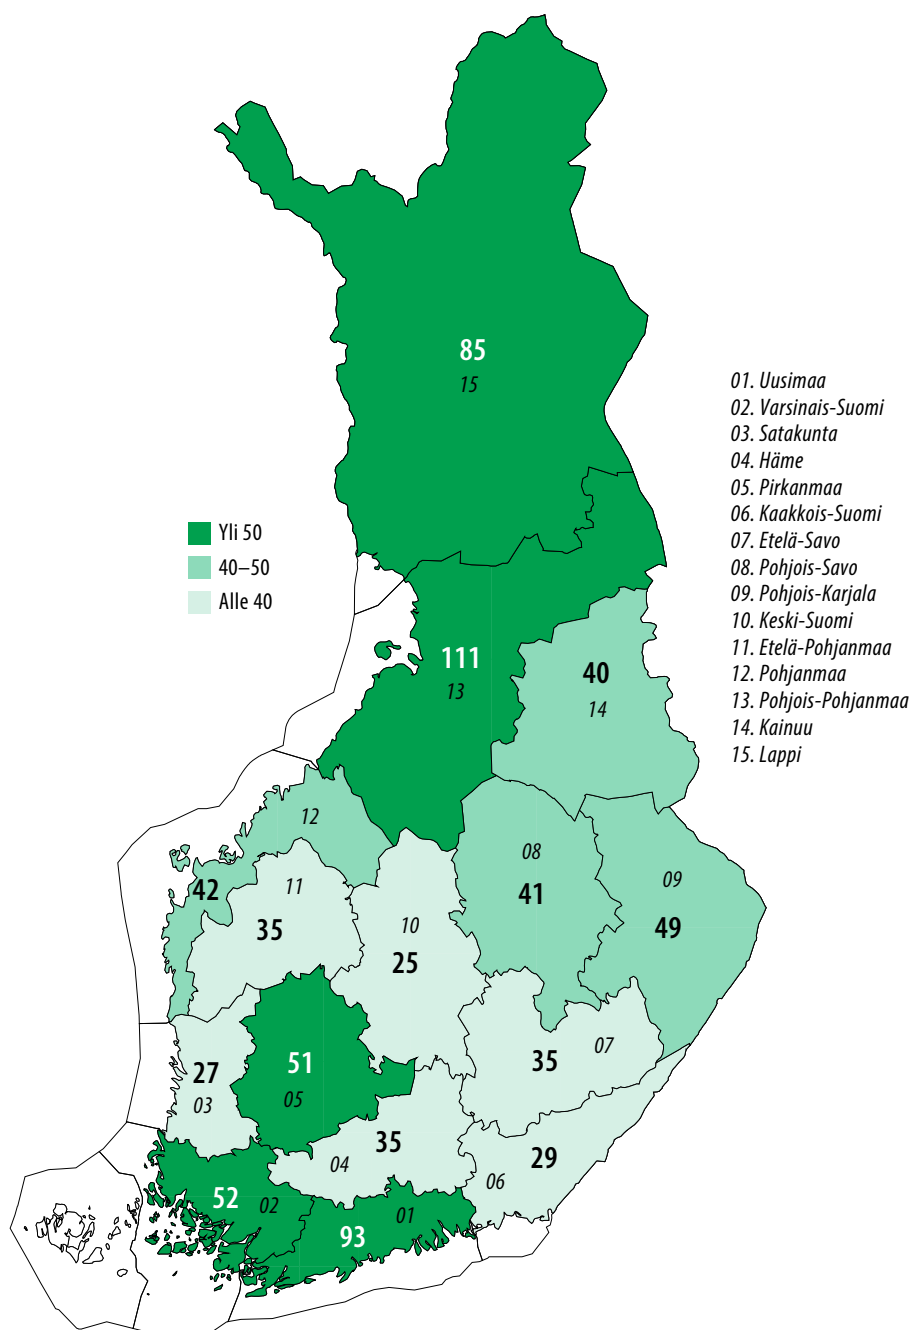 85
15
01. Uusimaa
02. Varsinais-Suomi
03. Satakunta
04. Häme
05. Pirkanmaa
06. Kaakkois-Suomi
07. Etelä-Savo
08. Pohjois-Savo
09. Pohjois-Karjala
10. Keski-Suomi
11. Etelä-Pohjanmaa
12. Pohjanmaa
13. Pohjois-Pohjanmaa
14. Kainuu
15. Lappi
Yli 50
40–50
Alle 40
111
13
40
14
12
42
11
35
10
25
08
41
09
49
27
03
51
05
35
07
35
04
29
06
52
02
93
01